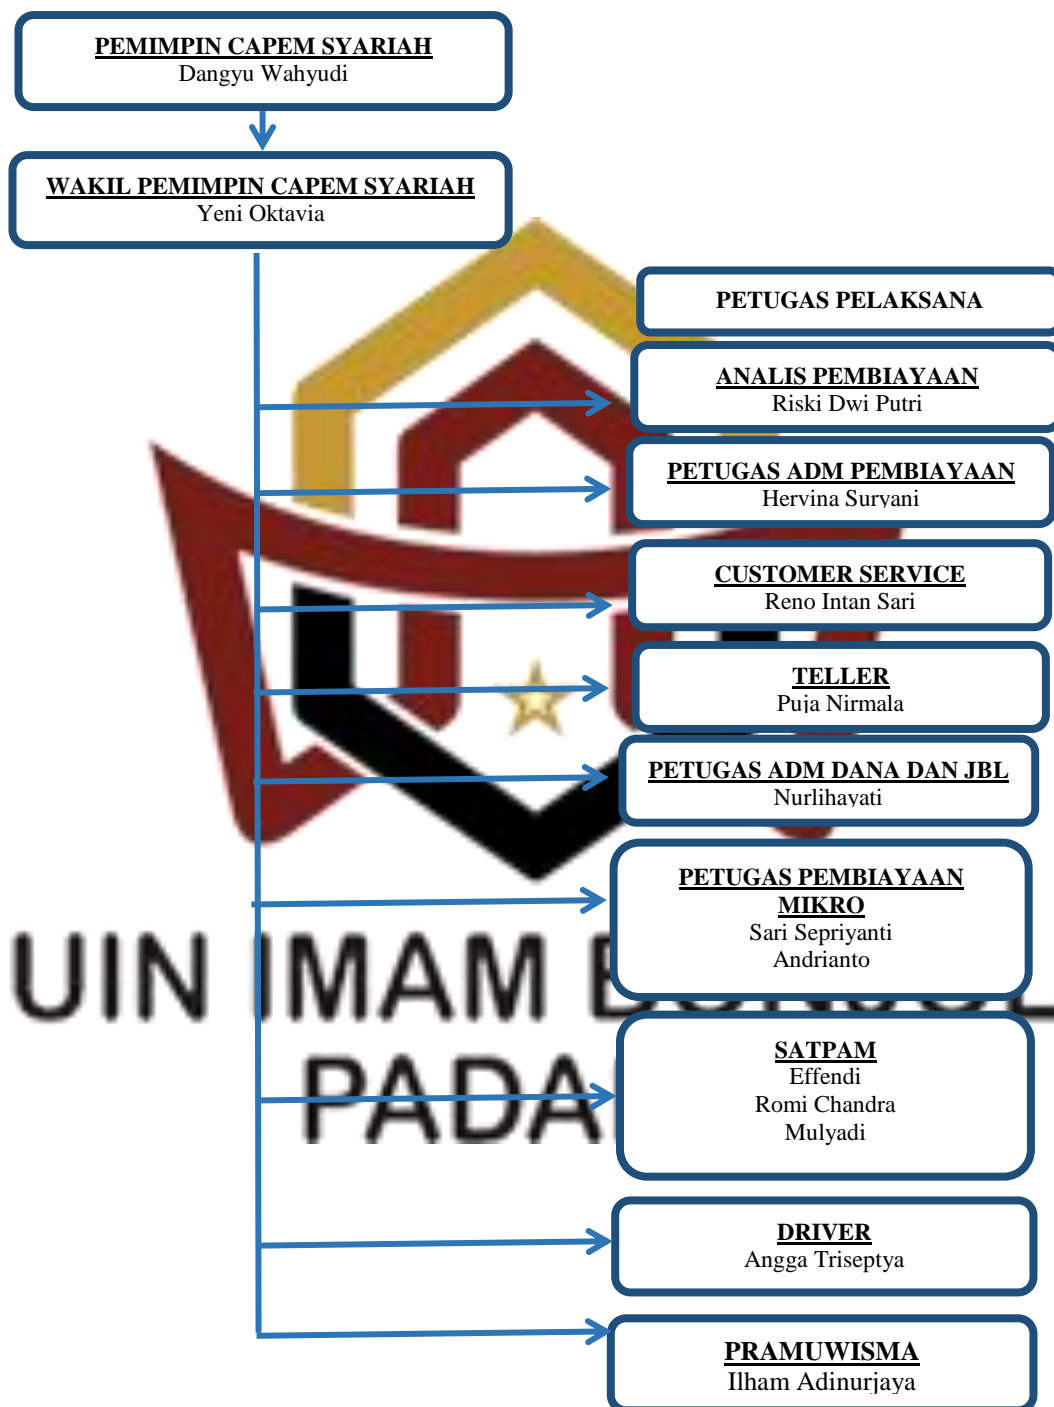 PEMIMPIN CAPEM SYARIAH
Dangyu Wahyudi
WAKIL PEMIMPIN CAPEM SYARIAH
Yeni Oktavia
PETUGAS PELAKSANA
ANALIS PEMBIAYAAN
Riski Dwi Putri
PETUGAS ADM PEMBIAYAAN
Hervina Suryani
CUSTOMER SERVICE
Reno Intan Sari
TELLER
Puja Nirmala
PETUGAS ADM DANA DAN JBL
Nurlihayati
PETUGAS PEMBIAYAAN
MIKRO
Sari Sepriyanti
Andrianto
UIN IMAM
SATPAM
Effendi
Romi Chandra
Mulyadi
DRIVER
Angga Triseptya
PRAMUWISMA
Ilham Adinurjaya